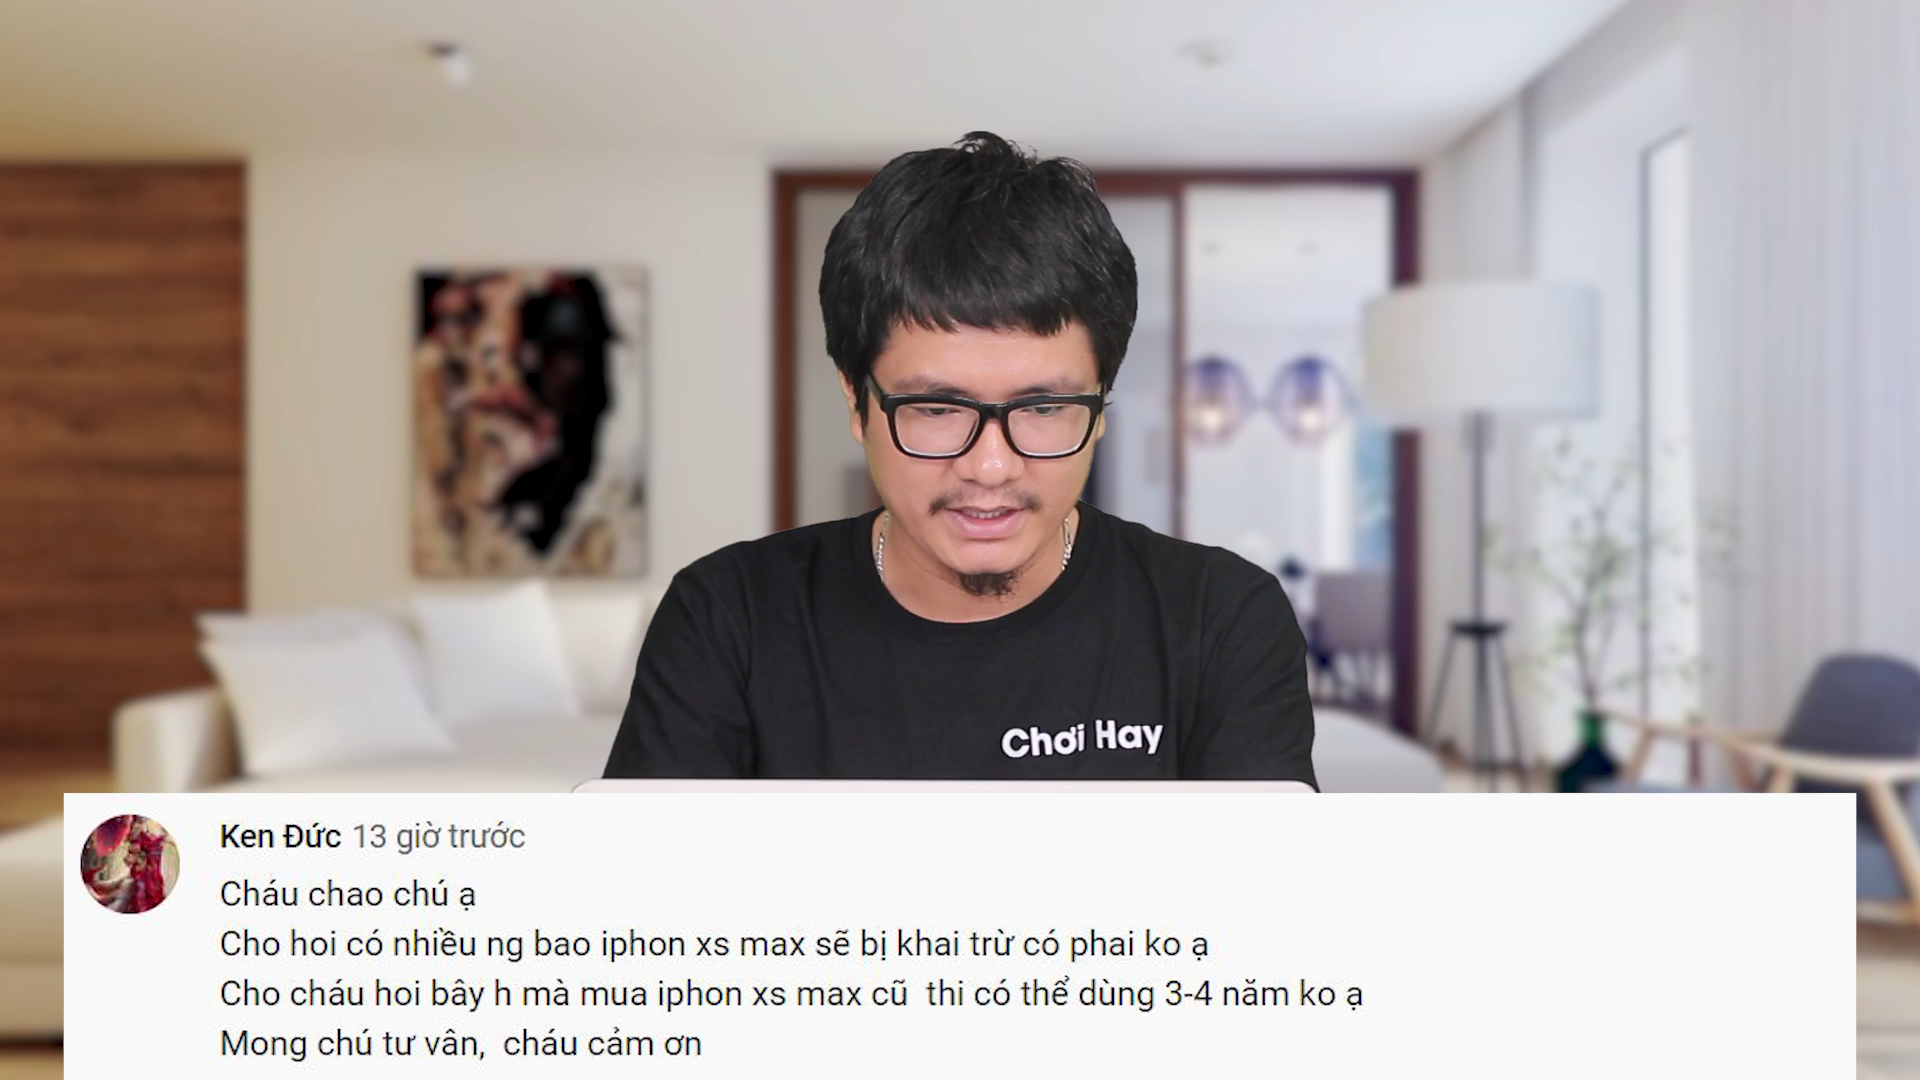 Chơi Hay
Ken Đức 13 giờ trước
Cháu chao chú ạ
Cho hoi có nhiều ng bao iphon xs max sẽ bị khai trừ có phai ko ạ
Cho cháu hoi bây h mà mua iphon xs max cũ thi có thể dùng 3-4 năm ko ạ
Mong chú tư vân, cháu cảm ơn